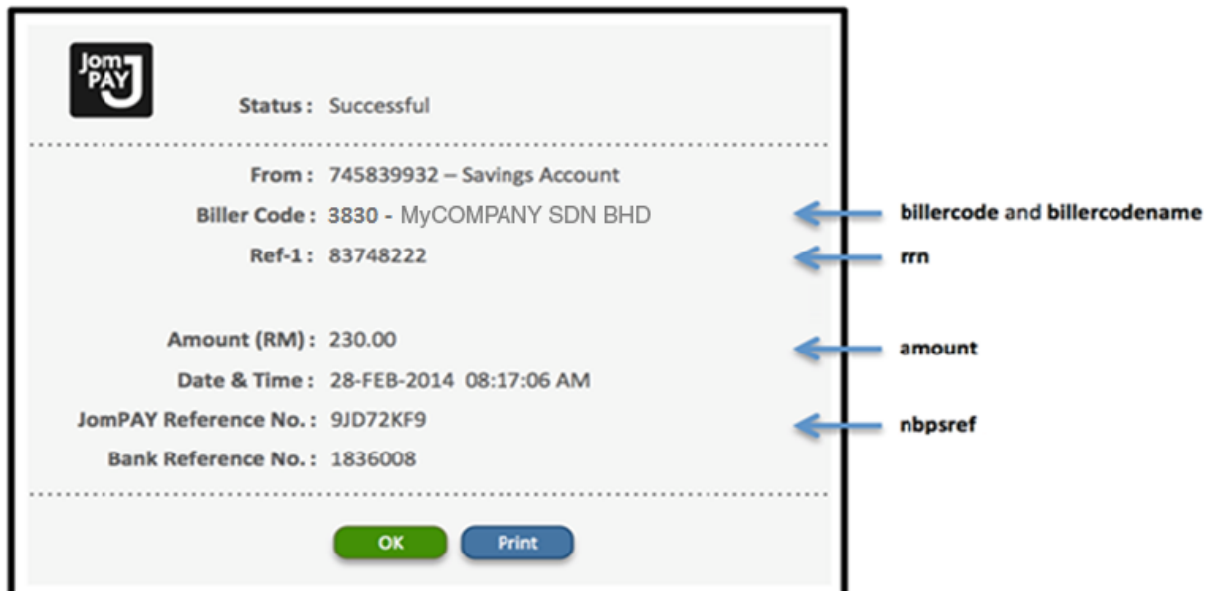 Jom
PAY
J
Status : Successful
From : 745839932 – Savings Account
Biller Code : 3830 - MyCOMPANY SDN BHD
billercode and billercodename
Ref-1 : 83748222
rrn
Amount (RM) : 230.00
amount
Date & Time : 28-FEB-2014 08:17:06 AM
JomPAY Reference No. : 9JD72KF9
nbpsref
Bank Reference No. : 1836008
OK Print